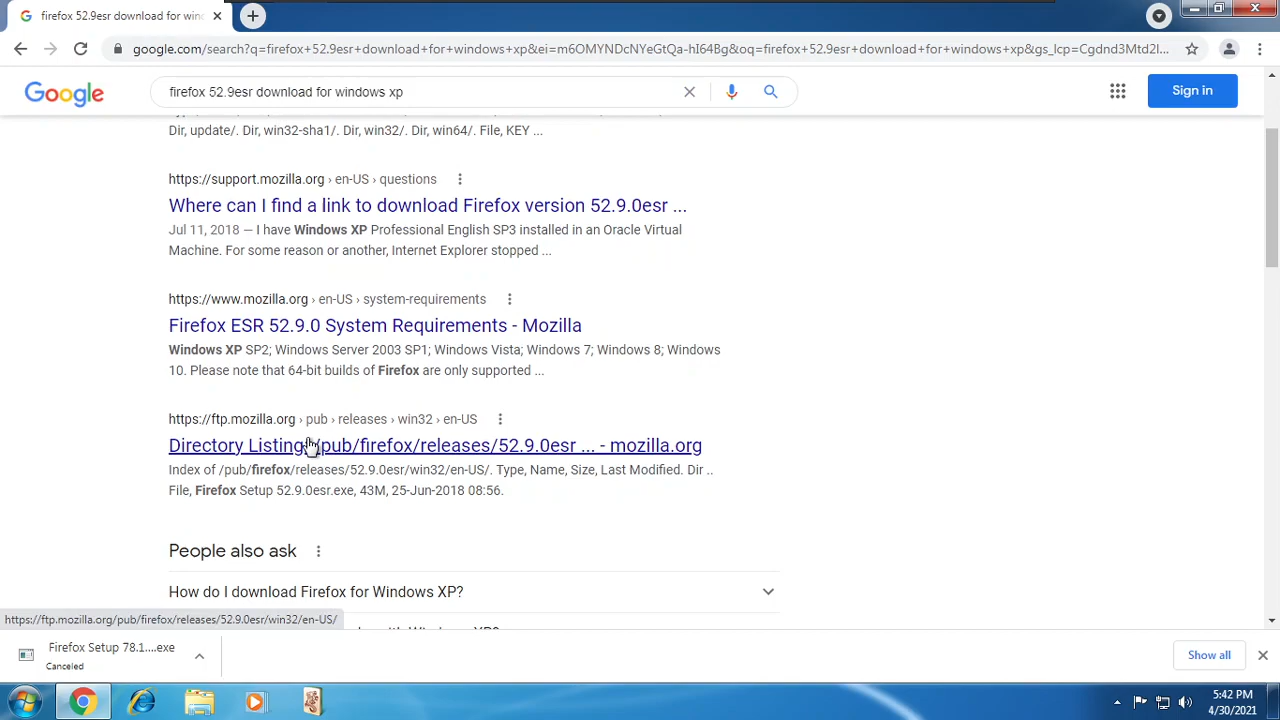 firefox 52.9esr download for win
google.com/search?q=firefox+52.9esr+download+for+windows+xp&ei=m6OMYNDcNYeGtQa-hI64Bg&oq=firefox+52.9esr+download+for+windows+xp&gs_lcp=Cgdnd3Mtd2l...
Google
firefox 52.9esr download for windows xp
Sign in
Dir, update/. Dir, win32-sha1/. Dir, win32/. Dir, win64/. File, KEY ...
https://support.mozilla.org › en-US › questions
Where can I find a link to download Firefox version 52.9.0esr ...
Jul 11, 2018 — I have Windows XP Professional English SP3 installed in an Oracle Virtual
Machine. For some reason or another, Internet Explorer stopped ...
https://www.mozilla.org › en-US › system-requirements
Firefox ESR 52.9.0 System Requirements - Mozilla
Windows XP SP2; Windows Server 2003 SP1; Windows Vista; Windows 7; Windows 8; Windows
10. Please note that 64-bit builds of Firefox are only supported ...
https://ftp.mozilla.org › pub › releases › win32 › en-US
Directory Listing: /pub/firefox/releases/52.9.0esr ... - mozilla.org
Index of /pub/firefox/releases/52.9.0esr/win32/en-US/. Type, Name, Size, Last Modified. Dir ..
File, Firefox Setup 52.9.0esr.exe, 43M, 25-Jun-2018 08:56.
People also ask
How do I download Firefox for Windows XP?
https://ftp.mozilla.org/pub/firefox/releases/52.9.0esr/win32/en-US/
Firefox Setup 78.1....exe
Canceled
Show all
5:42 PM
4/30/2021